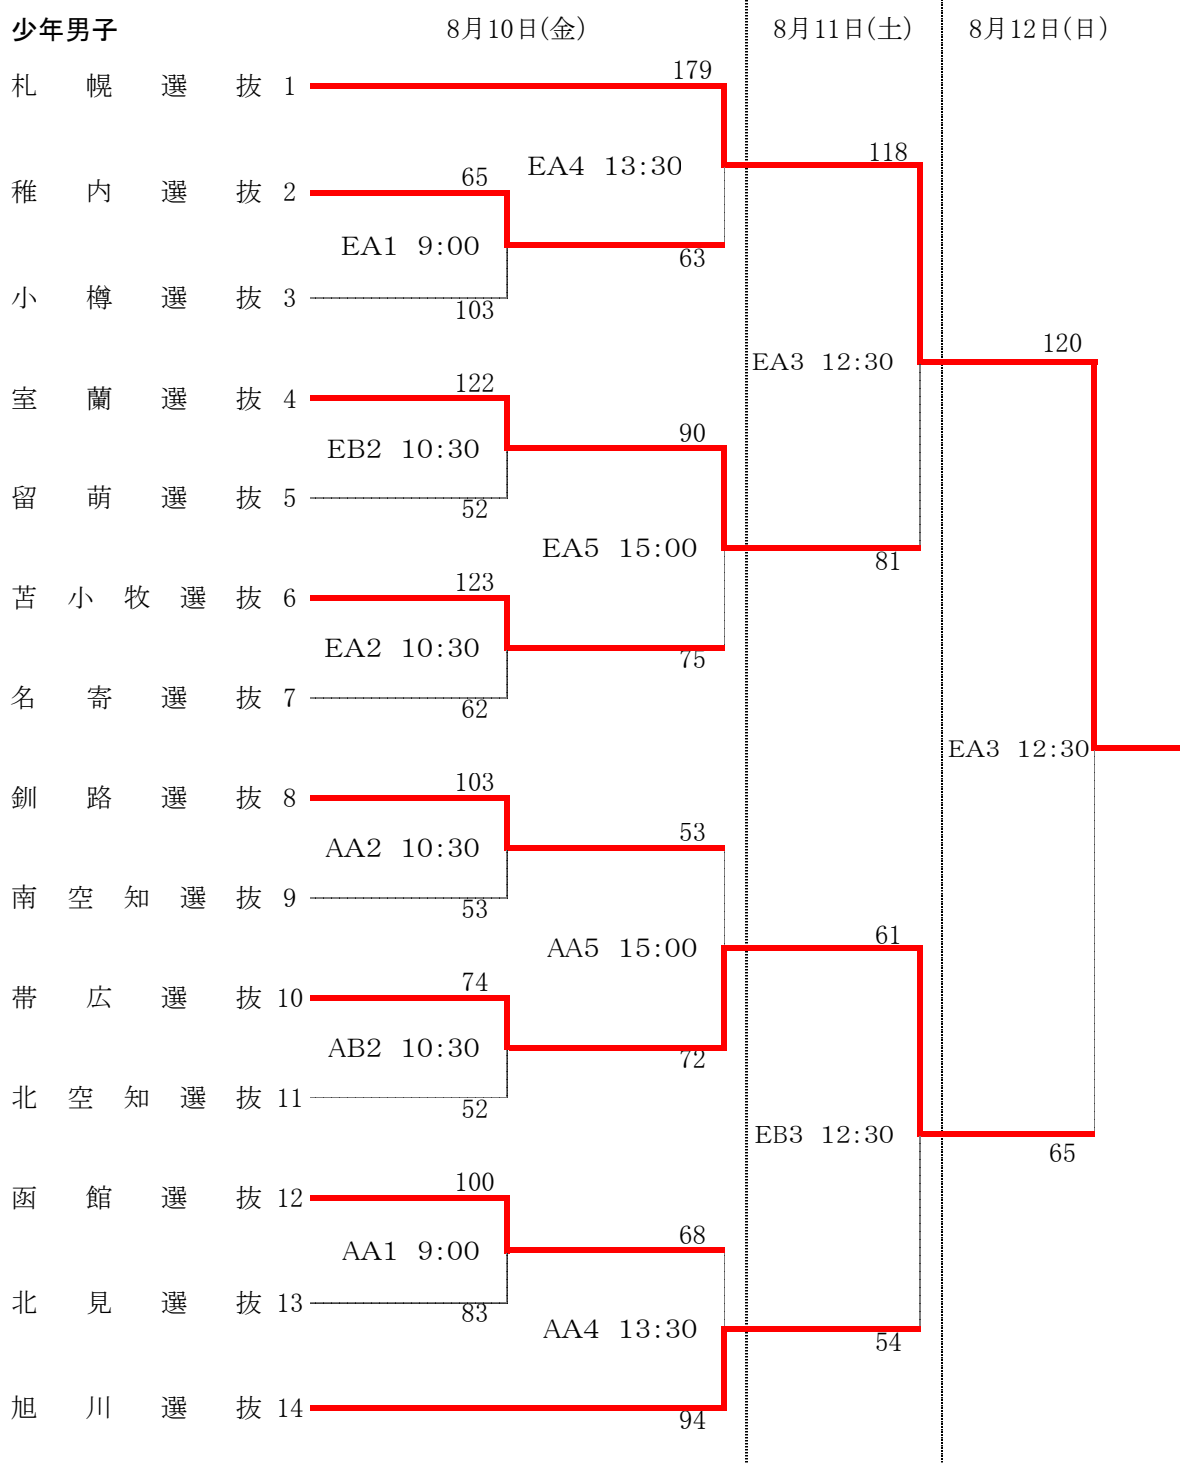 少年男子 8月10日(金) 8月11日(土) 8月12日(日)
179
札幌選抜 1
118
EA4 13:30
65
稚内選抜 2
EA1 9:00
63
小樽選抜 3
103
120
EA3 12:30
122
室蘭選抜 4
90
EB2 10:30
留萌選抜 5
52
EA5 15:00
81
123
苫小牧選抜 6
EA2 10:30
75
名寄選抜 7
62
EA3 12:30
103
釧路選抜 8
53
AA2 10:30
南空知選抜 9
53
61
AA5 15:00
74
帯広選抜 10
AB2 10:30
72
北空知選抜 11
52
EB3 12:30
65
100
函館選抜 12
68
AA1 9:00
北見選抜 13
83
AA4 13:30
54
旭川選抜 14
94